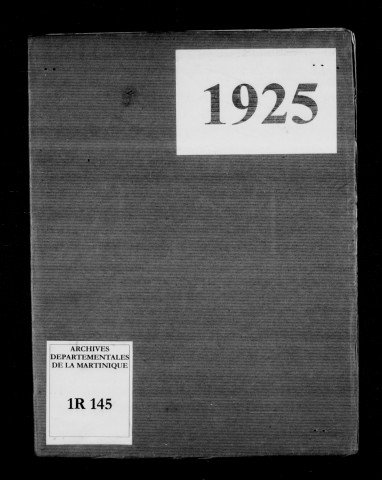 1925
ARCHIVES
DEPARTEMENTALES
DE LA MARTINIQUE
1R 145